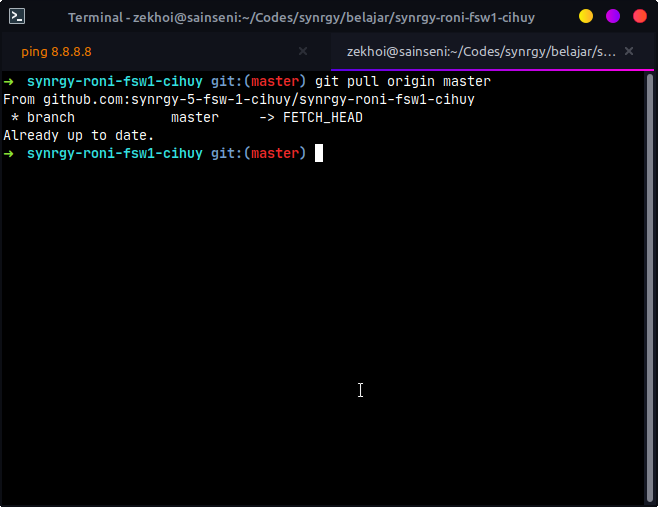 Terminal - zekhoi@sainseni:~/Codes/synrgy/belajar/synrgy-roni-fsw1-cihuy
ping 8.8.8.8
zekhoi@sainseni:~/Codes/synrgy/belajar/s...
→ synrgy-roni-fsw1-cihuy git:(master) git pull origin master
From github.com:synrgy-5-fsw-1-cihuy/synrgy-roni-fsw1-cihuy
 * branch            master     -> FETCH_HEAD
Already up to date.
→ synrgy-roni-fsw1-cihuy git:(master)